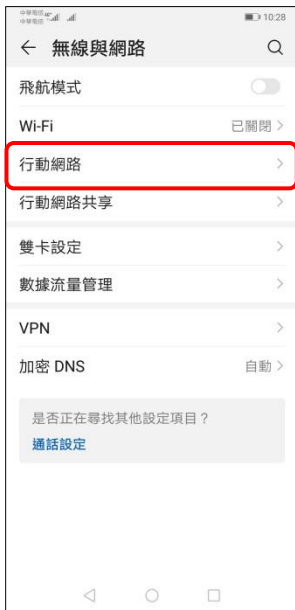 中華電信 4G 10:28
中華電信
無線與網路
飛航模式
Wi-Fi 已關閉
行動網路
行動網路共享
雙卡設定
數據流量管理
VPN
加密 DNS 自動
是否正在尋找其他設定項目？
通話設定